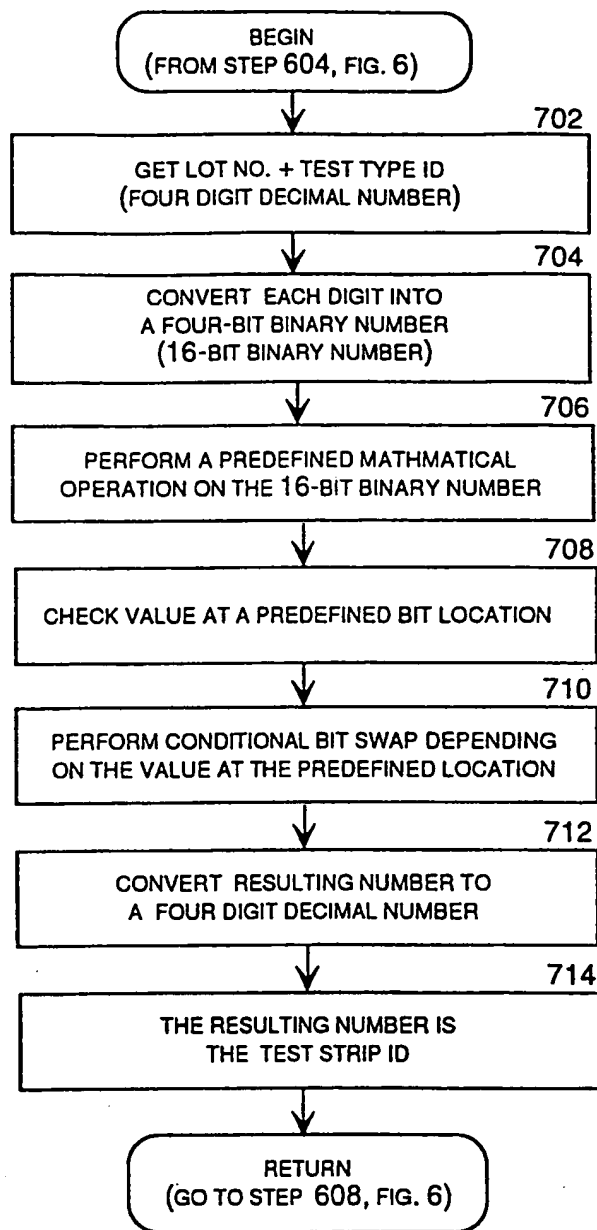 BEGIN
(FROM STEP 604, FIG. 6)
702
GET LOT NO. + TEST TYPE ID
(FOUR DIGIT DECIMAL NUMBER)
704
CONVERT EACH DIGIT INTO
A FOUR-BIT BINARY NUMBER
(16-BIT BINARY NUMBER)
706
PERFORM A PREDEFINED MATHMATICAL
OPERATION ON THE 16-BIT BINARY NUMBER
708
CHECK VALUE AT A PREDEFINED BIT LOCATION
710
PERFORM CONDITIONAL BIT SWAP DEPENDING
ON THE VALUE AT THE PREDEFINED LOCATION
712
CONVERT RESULTING NUMBER TO
A FOUR DIGIT DECIMAL NUMBER
714
THE RESULTING NUMBER IS
THE TEST STRIP ID
RETURN
(GO TO STEP 608, FIG. 6)